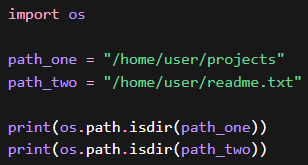 import os
path_one = "/home/user/projects"
path_two = "/home/user/readme.txt"
print(os.path.isdir(path_one))
print(os.path.isdir(path_two))